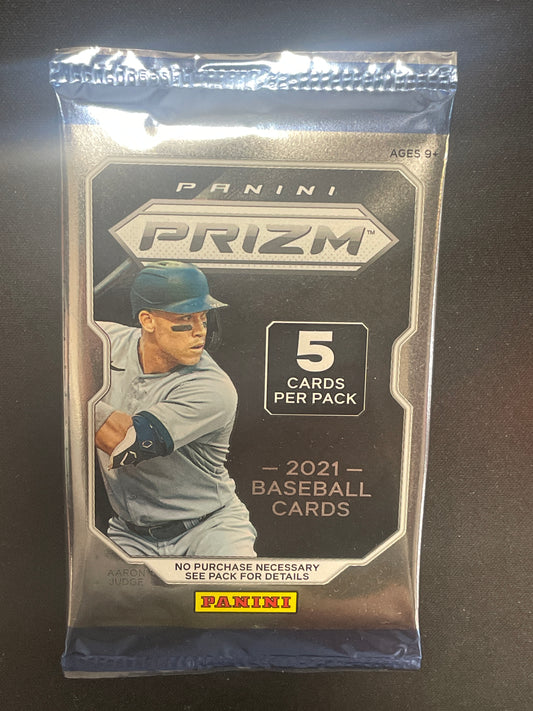 AGES 9+
PANINI
PRIZM™
5
CARDS
PER PACK
– 2021 –
BASEBALL
CARDS
AARON
JUDGE
NO PURCHASE NECESSARY
SEE PACK FOR DETAILS
PANINI